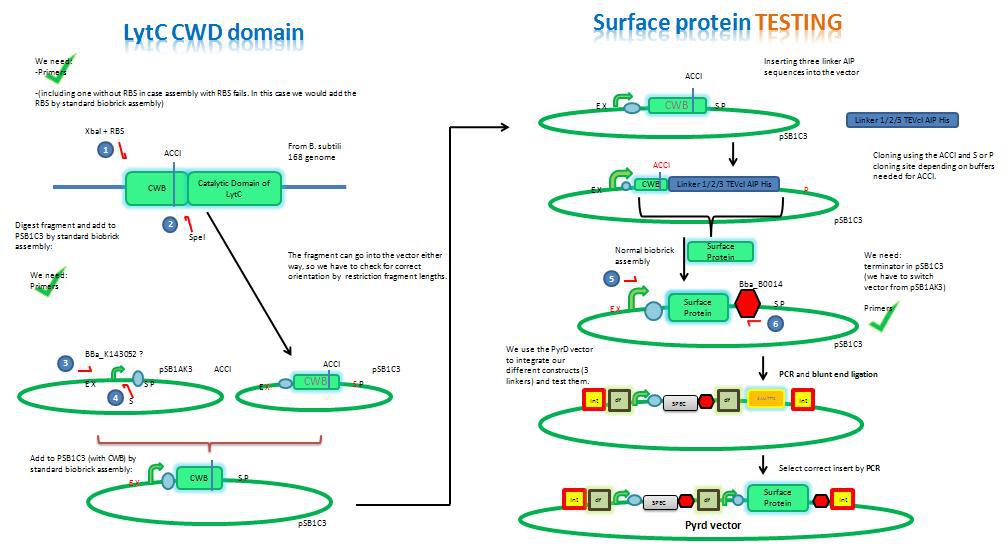 LytC CWD domain
We need:
-Primers
-(including one without RBS in case assembly with RBS fails. In this case we would add the
RBS by standard biobrick assembly)
XbaI + RBS
1
ACCI
From B. subtili
168 genome
CWB
Catalytic Domain of
LytC
2
SpeI
Digest fragment and add to
PSB1C3 by standard biobrick
assembly:
The fragment can go into the vector either
way, so we have to check for correct
orientation by restriction fragment lengths.
We need:
Primers
BBa_K143052 ?
3
pSB1AK3
ACCI
E X
S P
4
S
ACCI
pSB1C3
E X
CWB
S P
Add to PSB1C3 (with CWB) by
standard biobrick assembly:
E X
CWB
S P
pSB1C3
Surface protein TESTING
Inserting three linker AIP
sequences into the vector
ACCI
E X
CWB
S P
pSB1C3
Linker 1/2/3 TEVcl AIP His
Cloning using the ACCI and S or P
cloning site depending on buffers
needed for ACCI.
ACCI
E X
CWB
Linker 1/2/3 TEVcl AIP His
P
pSB1C3
Surface
Protein
Normal biobrick
assembly
We need:
terminator in pSB1C3
(we have to switch
vector from pSB1AK3)
Primers
5
Bba_B0014
E X
Surface
Protein
S P
6
pSB1C3
We use the PyrD vector
to integrate our
different constructs (3
linkers) and test them.
PCR and blunt end ligation
int
dif
SPEC
dif
int
Select correct insert by PCR
int
dif
SPEC
dif
Surface
Protein
int
Pyrd vector